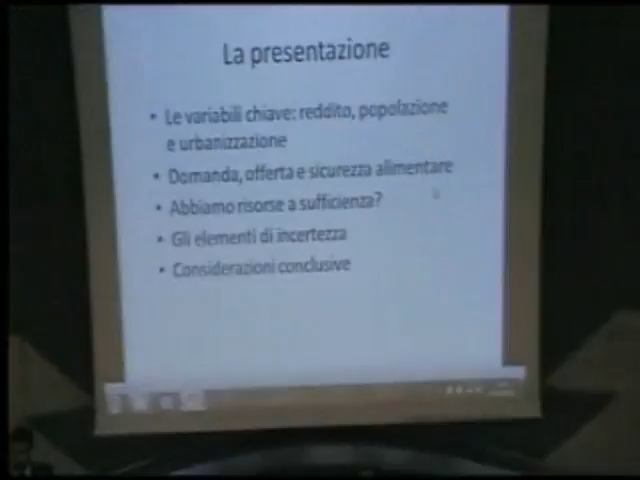 La presentazione
• Le variabili chiave: reddito, popolazione
e urbanizzazione
• Domanda, offerta e sicurezza alimentare
• Abbiamo risorse a sufficienza?
• Gli elementi di incertezza
• Considerazioni conclusive